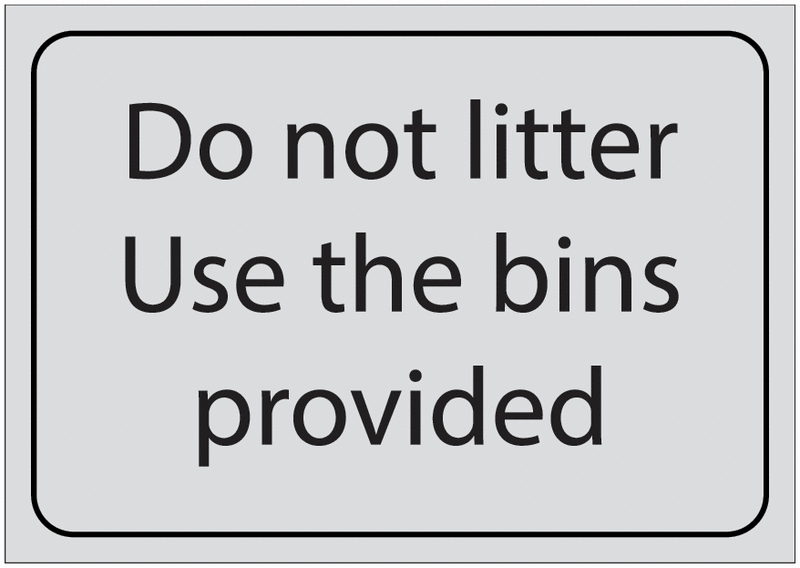 Do not litter
Use the bins
provided